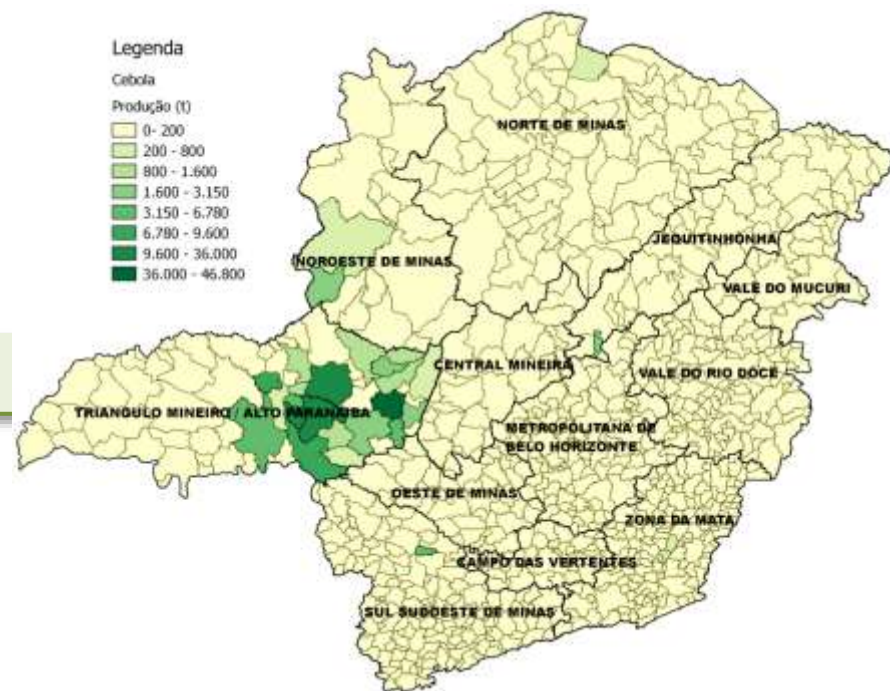 Legenda
Cebola
Produção (t)
0- 200
200 - 800
800 - 1.600
1.600 - 3.150
3.150 - 6.780
6.780 - 9.600
9.600 - 36.000
36.000 - 46.800
NORTE DE MINAS
JEQUITINHONHA
NOROESTE DE MINAS
VALE DO MUCURI
CENTRAL MINEIRA
VALE DO RIO DOCE
TRIANGULO MINEIRO / ALTO PARANAIBA
METROPOLITANA DE
BELO HORIZONTE
OESTE DE MINAS
ZONA DA MATA
CAMPO DAS VERTENTES
SUL SUDOESTE DE MINAS